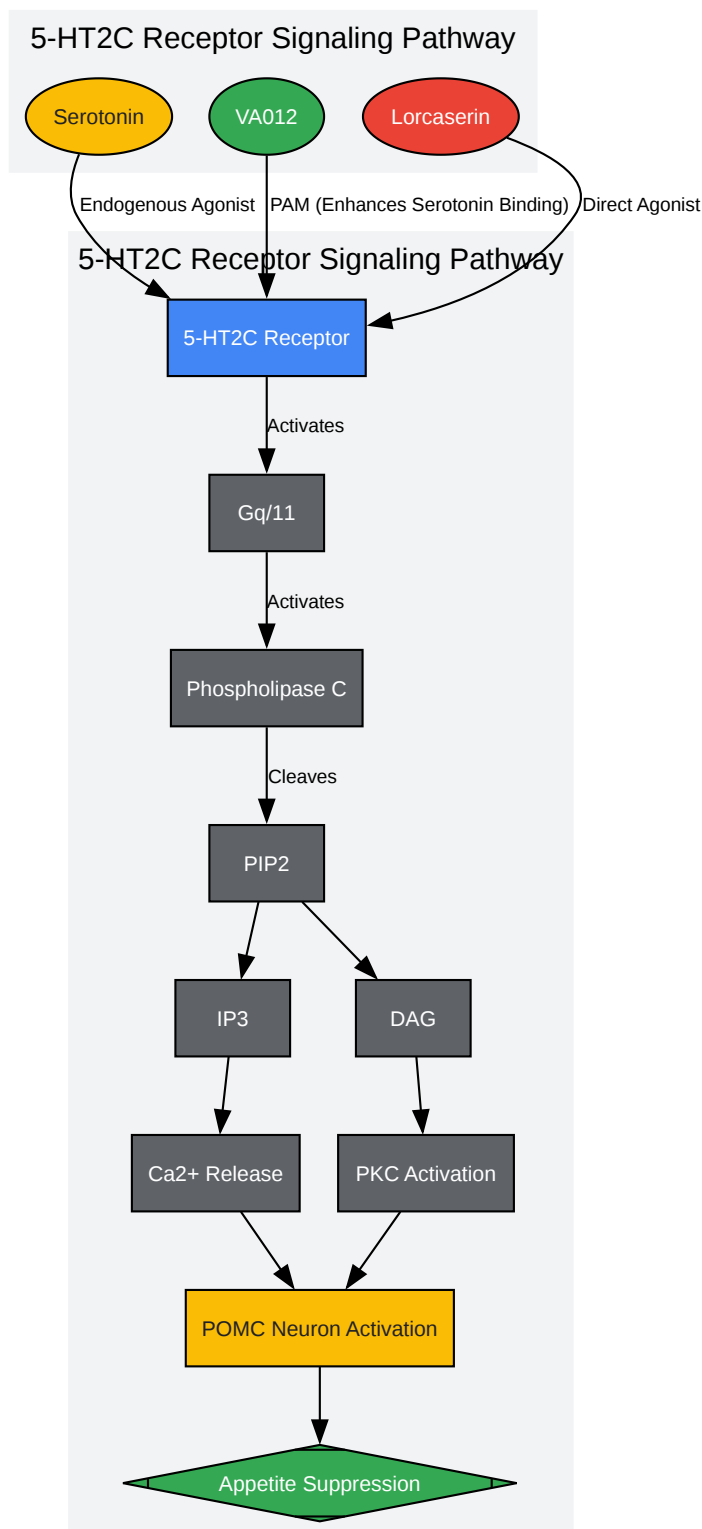 5-HT2C Receptor Signaling Pathway
Serotonin
VA012
Lorcaserin
Endogenous Agonist
PAM (Enhances Serotonin Binding)
Direct Agonist
5-HT2C Receptor Signaling Pathway
5-HT2C Receptor
Activates
Gq/11
Activates
Phospholipase C
Cleaves
PIP2
IP3
DAG
Ca2+ Release
PKC Activation
POMC Neuron Activation
Appetite Suppression